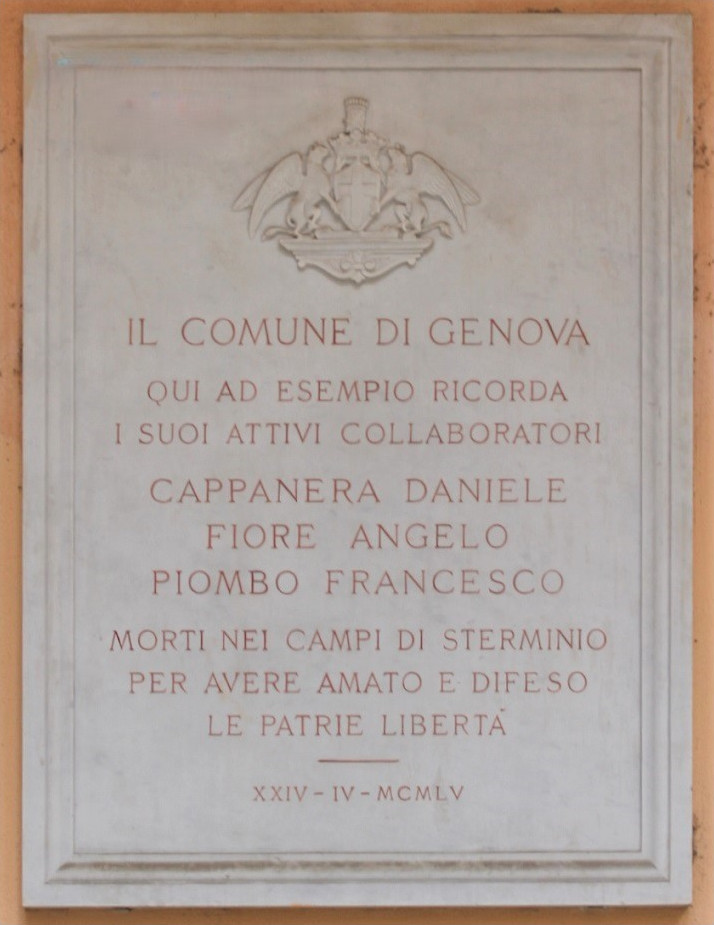 IL COMUNE DI GENOVA
QUI AD ESEMPIO RICORDA
I SUOI ATTIVI COLLABORATORI
CAPPANERA DANIELE
FIORE ANGELO
PIOMBO FRANCESCO
MORTI NEI CAMPI DI STERMINIO
PER AVERE AMATO E DIFESO
LE PATRIE LIBERTÀ
XXIV - IV - MCMLV